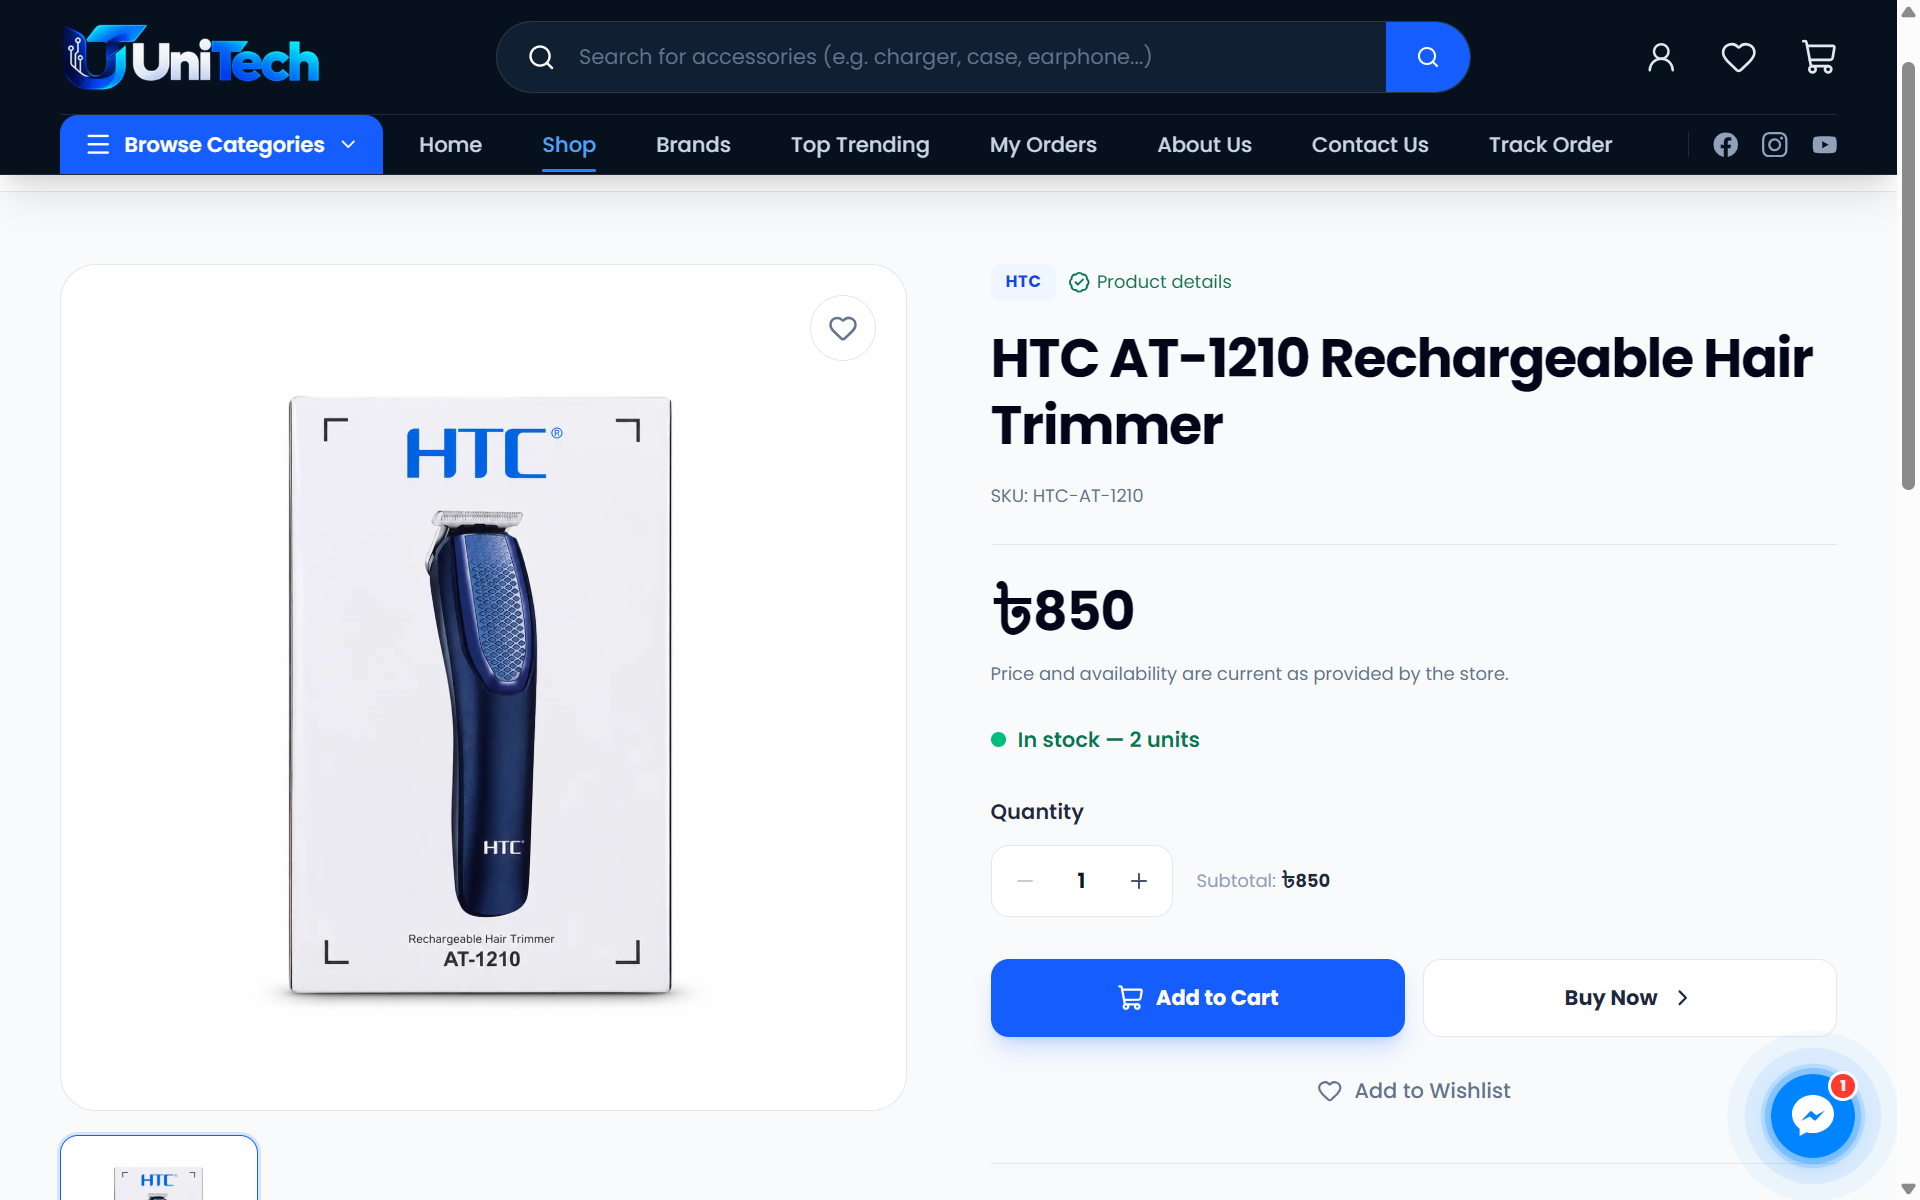 UniTech
Search for accessories (e.g. charger, case, earphone...)
Browse Categories
Home
Shop
Brands
Top Trending
My Orders
About Us
Contact Us
Track Order
HTC
Product details
HTC AT-1210 Rechargeable Hair
Trimmer
SKU: HTC-AT-1210
৳850
Price and availability are current as provided by the store.
In stock — 2 units
Quantity
1
Subtotal: ৳850
Add to Cart
Buy Now
Add to Wishlist
1
HTC®
HTC
Rechargeable Hair Trimmer
AT-1210
HTC